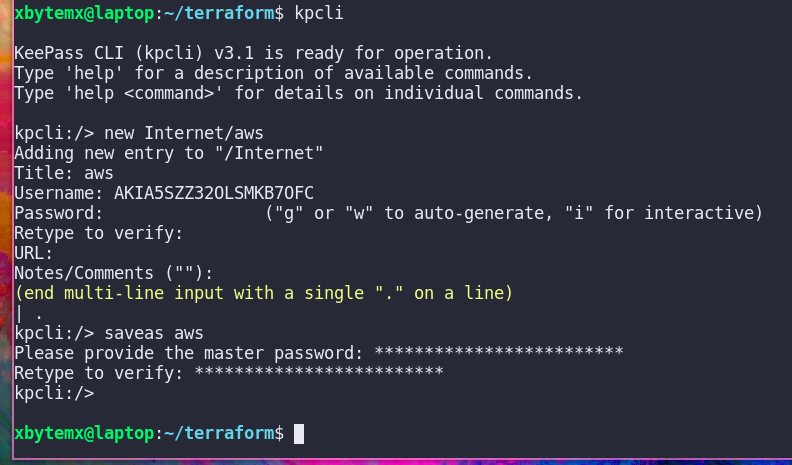 xbytemx@laptop:~/terraform$ kpcli
KeePass CLI (kpcli) v3.1 is ready for operation.
Type 'help' for a description of available commands.
Type 'help <command>' for details on individual commands.
kpcli:/> new Internet/aws
Adding new entry to "/Internet"
Title: aws
Username: AKIA5SZZ32OLSMKB7OFC
Password:                ("g" or "w" to auto-generate, "i" for interactive)
Retype to verify:
URL:
Notes/Comments (""):
(end multi-line input with a single "." on a line)
| .
kpcli:/> saveas aws
Please provide the master password: *************************
Retype to verify: *************************
kpcli:/>
xbytemx@laptop:~/terraform$